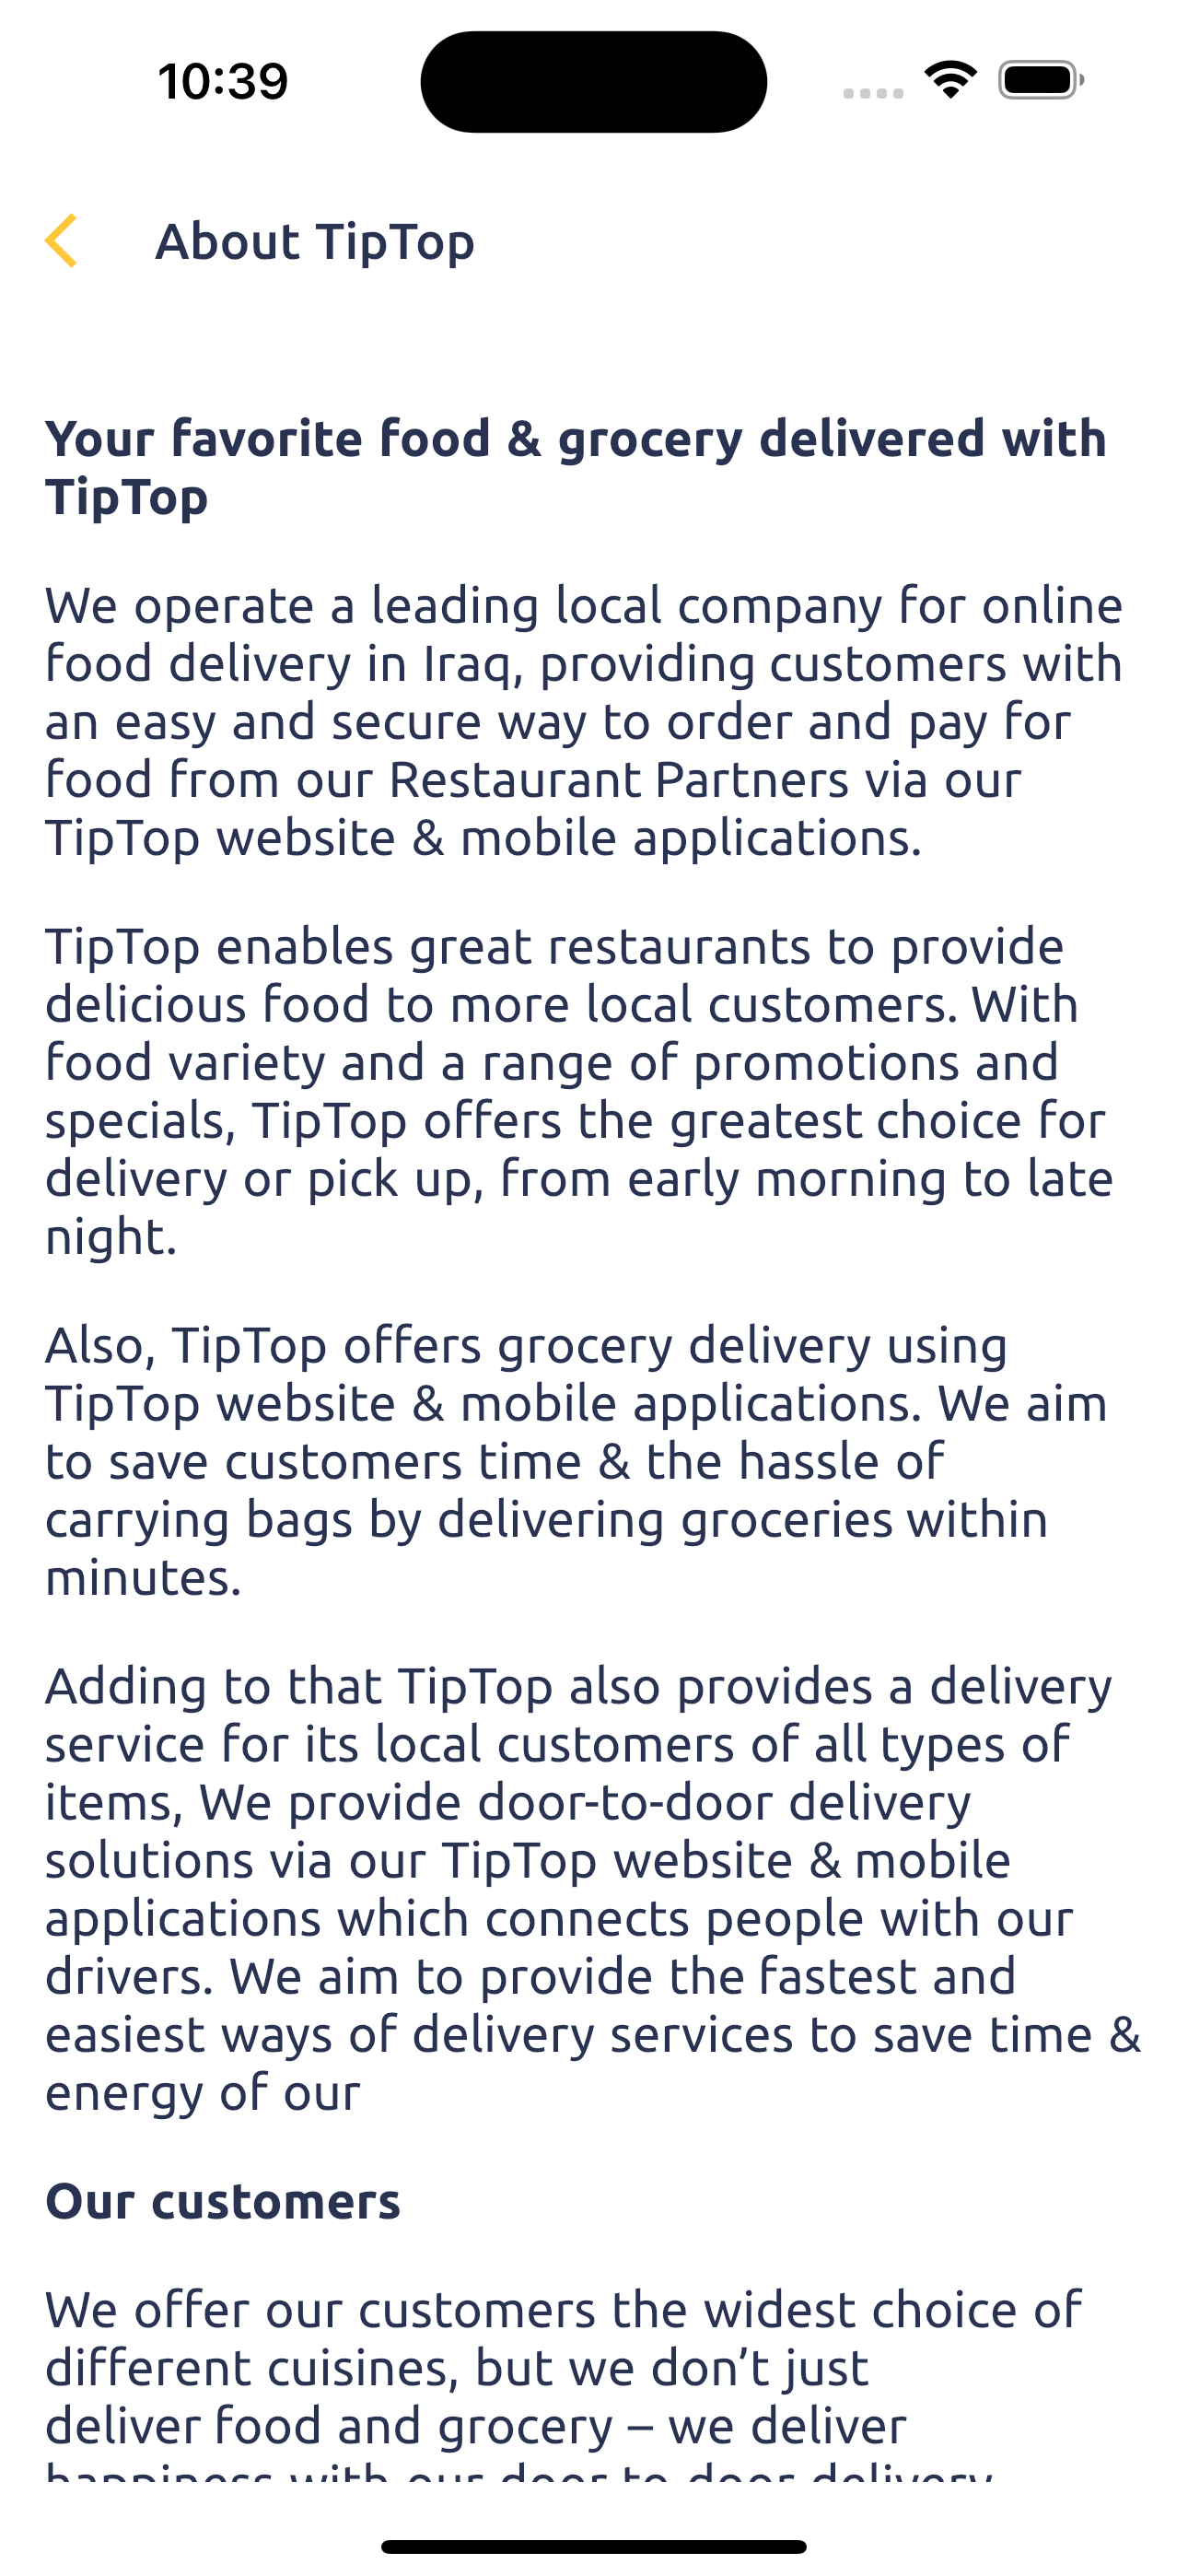 10:39
About TipTop
Your favorite food & grocery delivered with
TipTop
We operate a leading local company for online
food delivery in Iraq, providing customers with
an easy and secure way to order and pay for
food from our Restaurant Partners via our
TipTop website & mobile applications.
TipTop enables great restaurants to provide
delicious food to more local customers. With
food variety and a range of promotions and
specials, TipTop offers the greatest choice for
delivery or pick up, from early morning to late
night.
Also, TipTop offers grocery delivery using
TipTop website & mobile applications. We aim
to save customers time & the hassle of
carrying bags by delivering groceries within
minutes.
Adding to that TipTop also provides a delivery
service for its local customers of all types of
items, We provide door-to-door delivery
solutions via our TipTop website & mobile
applications which connects people with our
drivers. We aim to provide the fastest and
easiest ways of delivery services to save time &
energy of our
Our customers
We offer our customers the widest choice of
different cuisines, but we don’t just
deliver food and grocery – we deliver
happiness with our door to door delivery